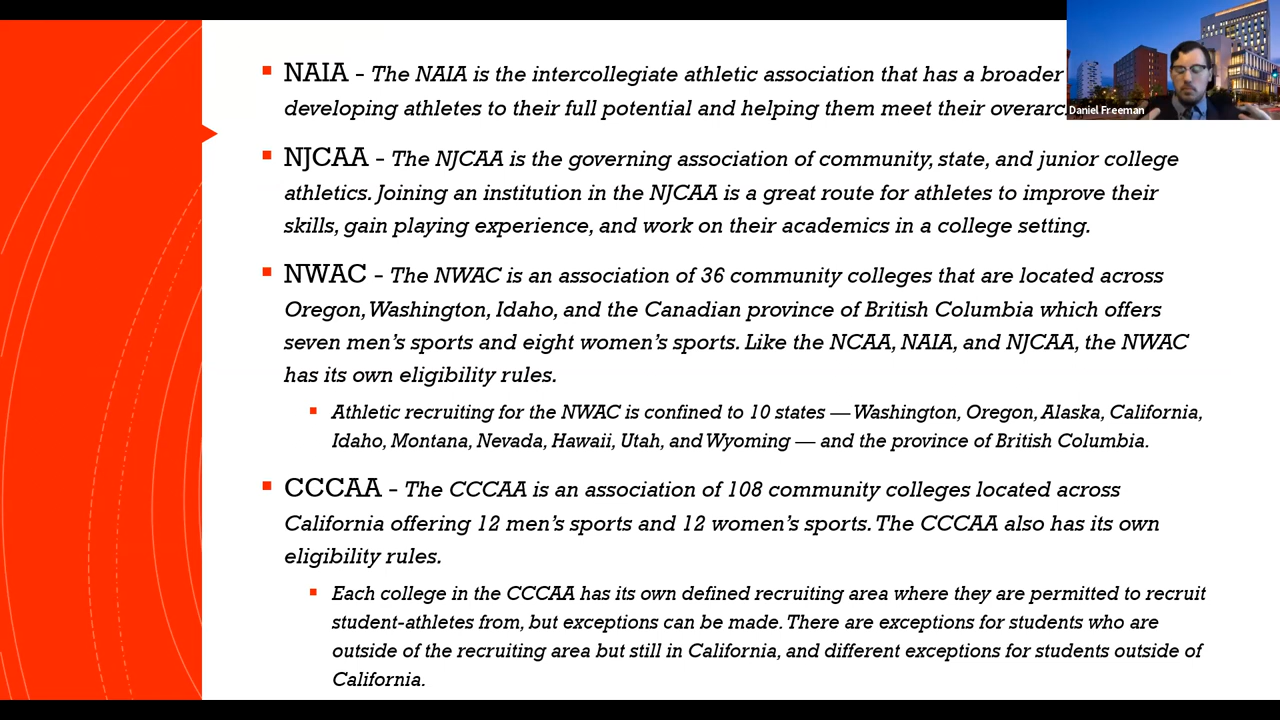 NAIA - The NAIA is the intercollegiate athletic association that has a broader
developing athletes to their full potential and helping them meet their
Daniel Freeman
NJCAA - The NJCAA is the governing association of community, state, and junior college
athletics. Joining an institution in the NJCAA is a great route for athletes to improve their
skills, gain playing experience, and work on their academics in a college setting.
NWAC - The NWAC is an association of 36 community colleges that are located across
Oregon, Washington, Idaho, and the Canadian province of British Columbia which offers
seven men's sports and eight women's sports. Like the NCAA, NAIA, and NJCAA, the NWAC
has its own eligibility rules.
Athletic recruiting for the NWAC is confined to 10 states — Washington, Oregon, Alaska, California,
Idaho, Montana, Nevada, Hawaii, Utah, and Wyoming — and the province of British Columbia.
CCCAA - The CCCAA is an association of 108 community colleges located across
California offering 12 men's sports and 12 women's sports. The CCCAA also has its own
eligibility rules.
Each college in the CCCAA has its own defined recruiting area where they are permitted to recruit
student-athletes from, but exceptions can be made. There are exceptions for students who are
outside of the recruiting area but still in California, and different exceptions for students outside of
California.